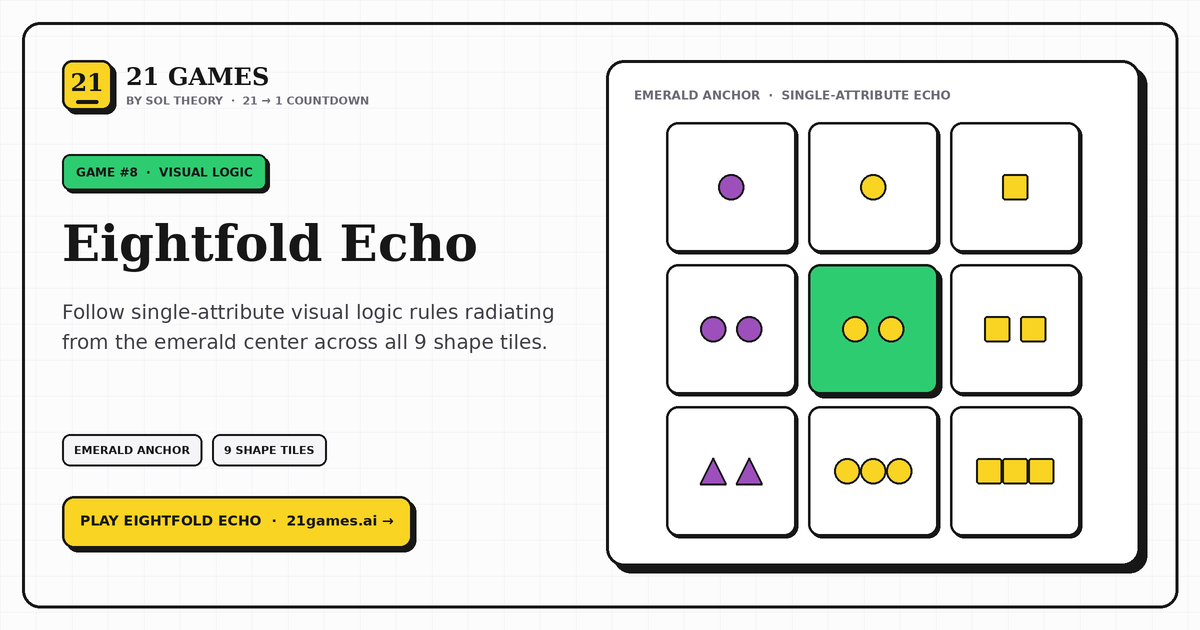 21
21 GAMES
BY SOL THEORY · 21 → 1 COUNTDOWN
GAME #8 · VISUAL LOGIC
Eightfold Echo
Follow single-attribute visual logic rules radiating
from the emerald center across all 9 shape tiles.
EMERALD ANCHOR
9 SHAPE TILES
PLAY EIGHTFOLD ECHO · 21games.ai →
EMERALD ANCHOR · SINGLE-ATTRIBUTE ECHO